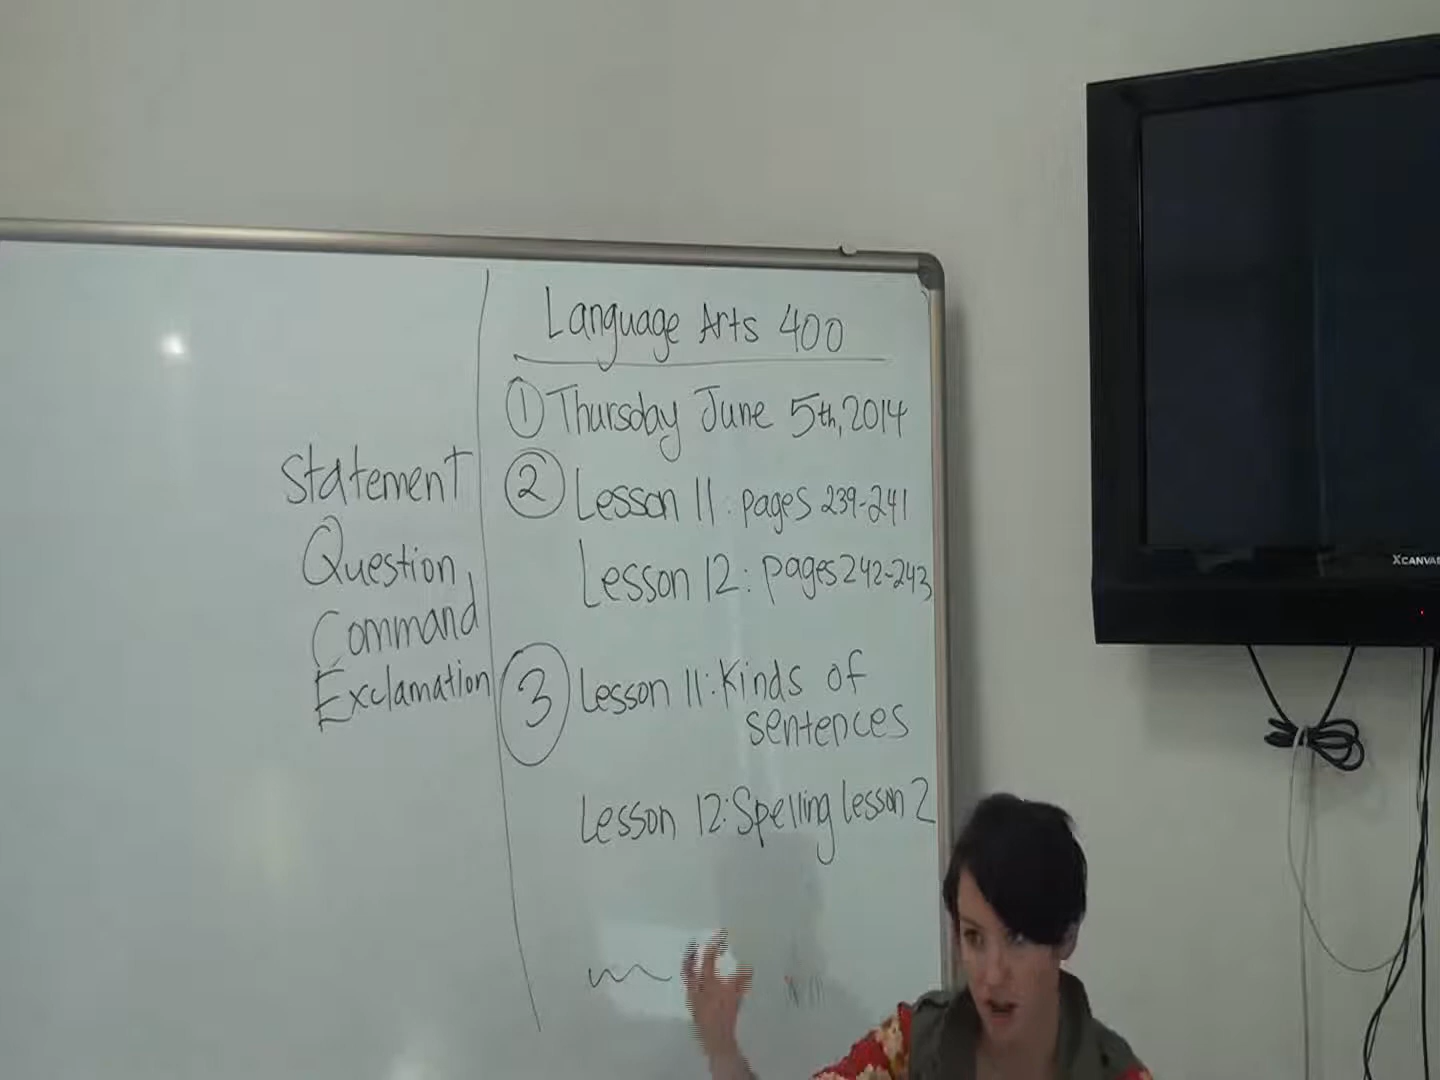 Language Arts 400
① Thursday June 5th, 2014
② Lesson 11: pages 239-241
Lesson 12: pages 242-243
③ Lesson 11: Kinds of
sentences
Lesson 12: Spelling lesson 2
Statement
Question
Command
Exclamation